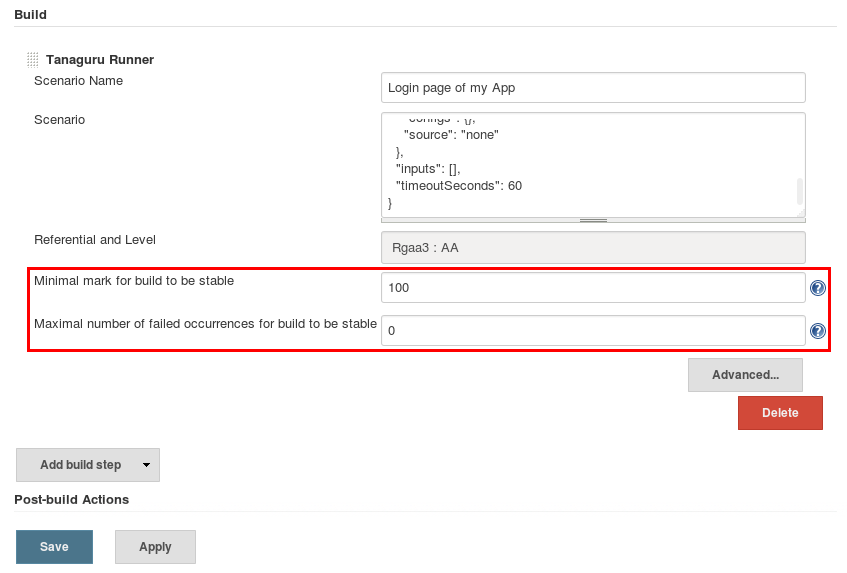 Build
Tanaguru Runner
Scenario Name
Login page of my App
Scenario
"configs": {},
"source": "none"
},
"inputs": [],
"timeoutSeconds": 60
}
Referential and Level
Rgaa3 : AA
Minimal mark for build to be stable
100
?
Maximal number of failed occurrences for build to be stable
0
?
Advanced...
Delete
Add build step
Post-build Actions
Save
Apply